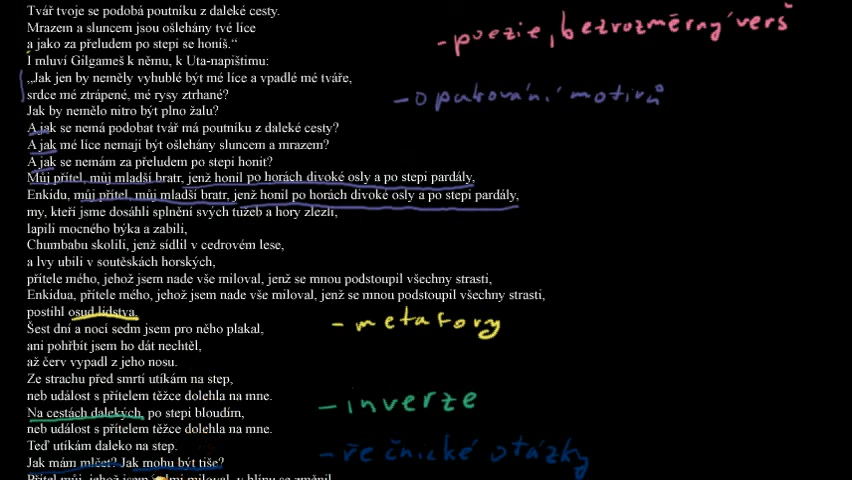 Tvář tvoje se podobá poutníku z daleké cesty.
Mrazem a sluncem jsou ošlehány tvé líce
a jako za přeludem po stepi se honíš.“
- poezie, bezrozměrný verš
I mluví Gilgameš k němu, k Uta-napištimu:
„Jak jen by neměly vyhublé být mé líce a vpadlé mé tváře,
srdce mé ztrápené, mé rysy ztrhané?
- opakování motivů
Jak by nemělo nitro být plno žalu?
A jak se nemá podobat tvář má poutníku z daleké cesty?
A jak mé líce nemají být ošlehány sluncem a mrazem?
A jak se nemám za přeludem po stepi honit?
Můj přítel, můj mladší bratr, jenž honil po horách divoké osly a po stepi pardály,
Enkidu, můj přítel, můj mladší bratr, jenž honil po horách divoké osly a po stepi pardály,
my, kteří jsme dosáhli splnění svých tužeb a hory zlezli,
lapili mocného býka a zabili,
Chumbabu skolili, jenž sídlil v cedrovém lese,
a lvy ubili v soutěskách horských,
přítele mého, jehož jsem nade vše miloval, jenž se mnou podstoupil všechny strasti,
Enkidua, přítele mého, jehož jsem nade vše miloval, jenž se mnou podstoupil všechny strasti,
postihl osud lidstva.
- metafory
Šest dní a nocí sedm jsem pro něho plakal,
ani pohřbít jsem ho dát nechtěl,
až červ vypadl z jeho nosu.
Ze strachu před smrtí utíkám na step,
neb událost s přítelem těžce dolehla na mne.
- inverze
Na cestách dalekých, po stepi bloudím,
neb událost s přítelem těžce dolehla na mne.
Teď utíkám daleko na step.
- řečnické otázky
Jak mám mlčet? Jak mohu být tiše?
Přítel můj, jehož jsem velmi miloval, v hlínu se změnil